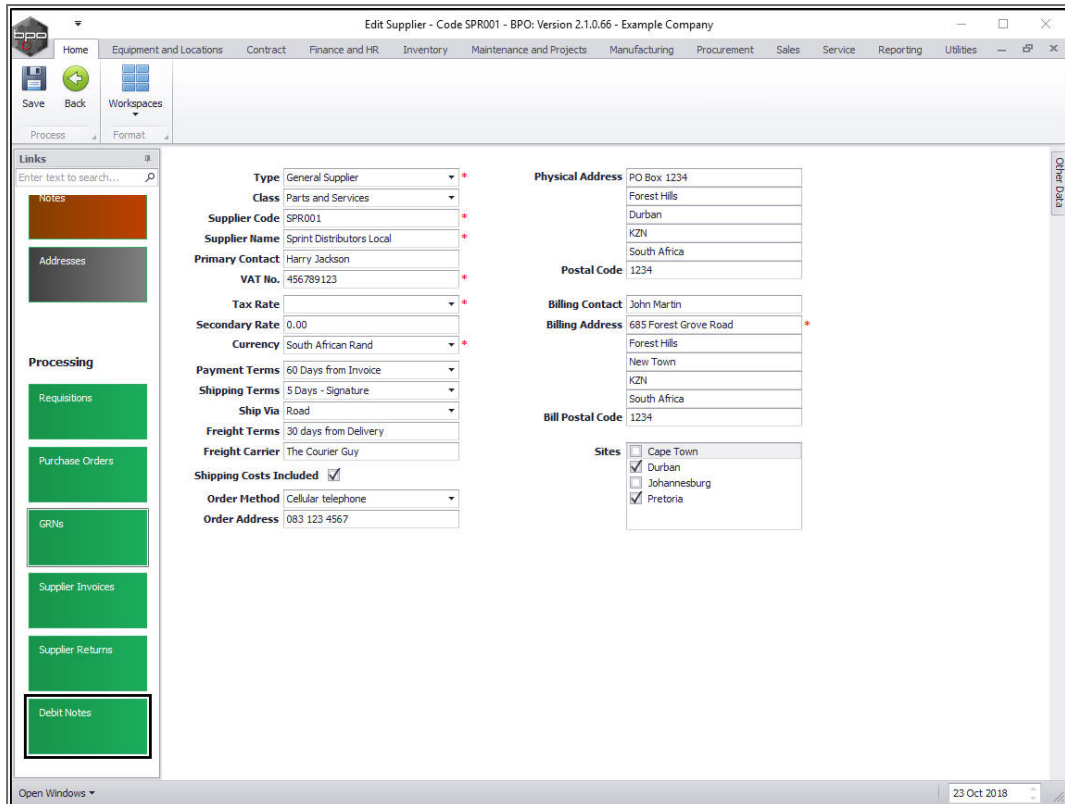 bpo
Edit Supplier - Code SPR001 - BPO: Version 2.1.0.66 - Example Company
Home Equipment and Locations Contract Finance and HR Inventory Maintenance and Projects Manufacturing Procurement Sales Service Reporting Utilities
Save Back Workspaces
Process Format
Links
Enter text to search...
Notes
Addresses
Processing
Requisitions
Purchase Orders
GRNs
Supplier Invoices
Supplier Returns
Debit Notes
Type General Supplier *
Class Parts and Services
Supplier Code SPR001 *
Supplier Name Sprint Distributors Local *
Primary Contact Harry Jackson
VAT No. 456789123 *
Tax Rate *
Secondary Rate 0.00
Currency South African Rand *
Payment Terms 60 Days from Invoice
Shipping Terms 5 Days - Signature
Ship Via Road
Freight Terms 30 days from Delivery
Freight Carrier The Courier Guy
Shipping Costs Included
Order Method Cellular telephone
Order Address 083 123 4567
Physical Address PO Box 1234
Forest Hills
Durban
KZN
South Africa
Postal Code 1234
Billing Contact John Martin
Billing Address 685 Forest Grove Road *
Forest Hills
New Town
KZN
South Africa
Bill Postal Code 1234
Sites Cape Town
Durban
Johannesburg
Pretoria
Other Data
Open Windows
23 Oct 2018